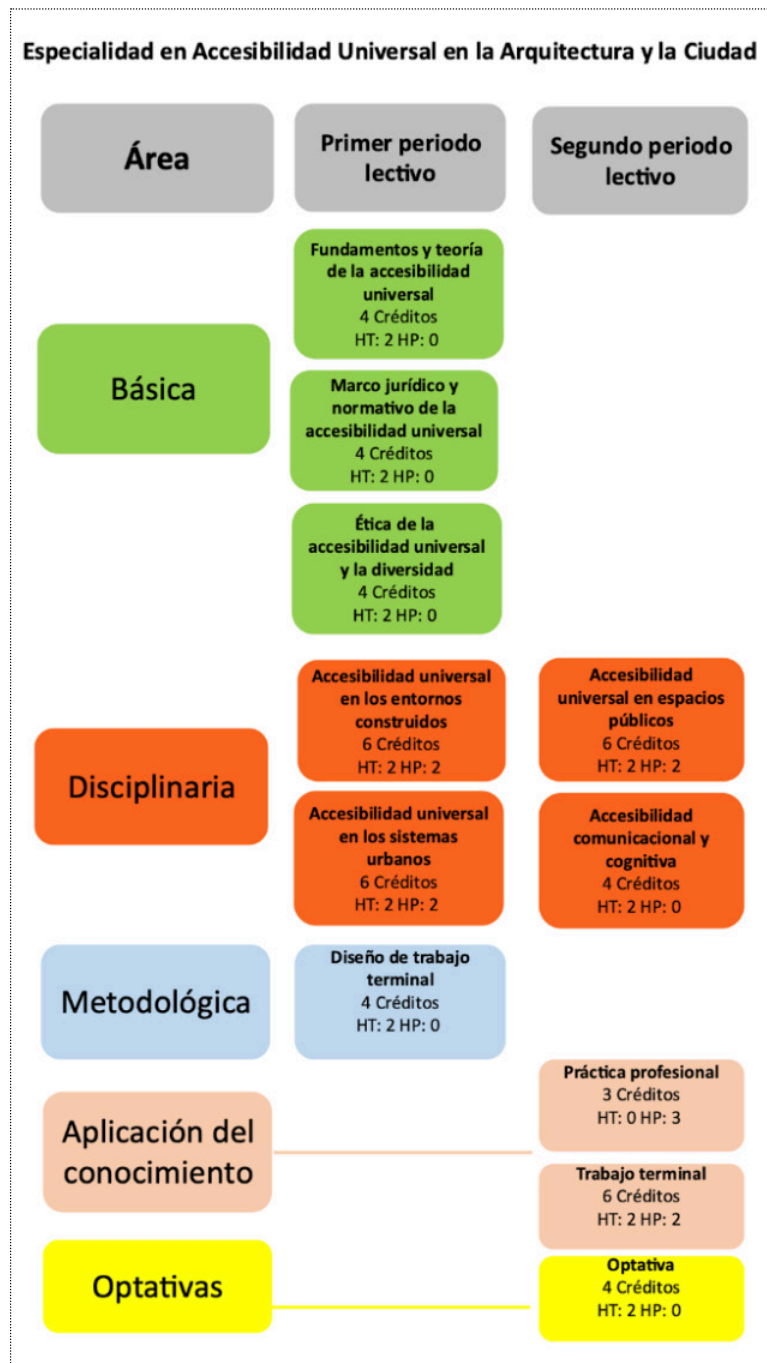 Especialidad en Accesibilidad Universal en la Arquitectura y la Ciudad
Área
Primer periodo
lectivo
Segundo periodo
lectivo
Básica
Fundamentos y teoría
de la accesibilidad
universal
4 Créditos
HT: 2 HP: 0
Marco jurídico y
normativo de la
accesibilidad universal
4 Créditos
HT: 2 HP: 0
Ética de la
accesibilidad universal
y la diversidad
4 Créditos
HT: 2 HP: 0
Disciplinaria
Accesibilidad universal
en los entornos
construidos
6 Créditos
HT: 2 HP: 2
Accesibilidad
universal en espacios
públicos
6 Créditos
HT: 2 HP: 2
Accesibilidad universal
en los sistemas
urbanos
6 Créditos
HT: 2 HP: 2
Accesibilidad
comunicacional y
cognitiva
4 Créditos
HT: 2 HP: 0
Metodológica
Diseño de trabajo
terminal
4 Créditos
HT: 2 HP: 0
Aplicación del
conocimiento
Práctica profesional
3 Créditos
HT: 0 HP: 3
Trabajo terminal
6 Créditos
HT: 2 HP: 2
Optativas
Optativa
4 Créditos
HT: 2 HP: 0